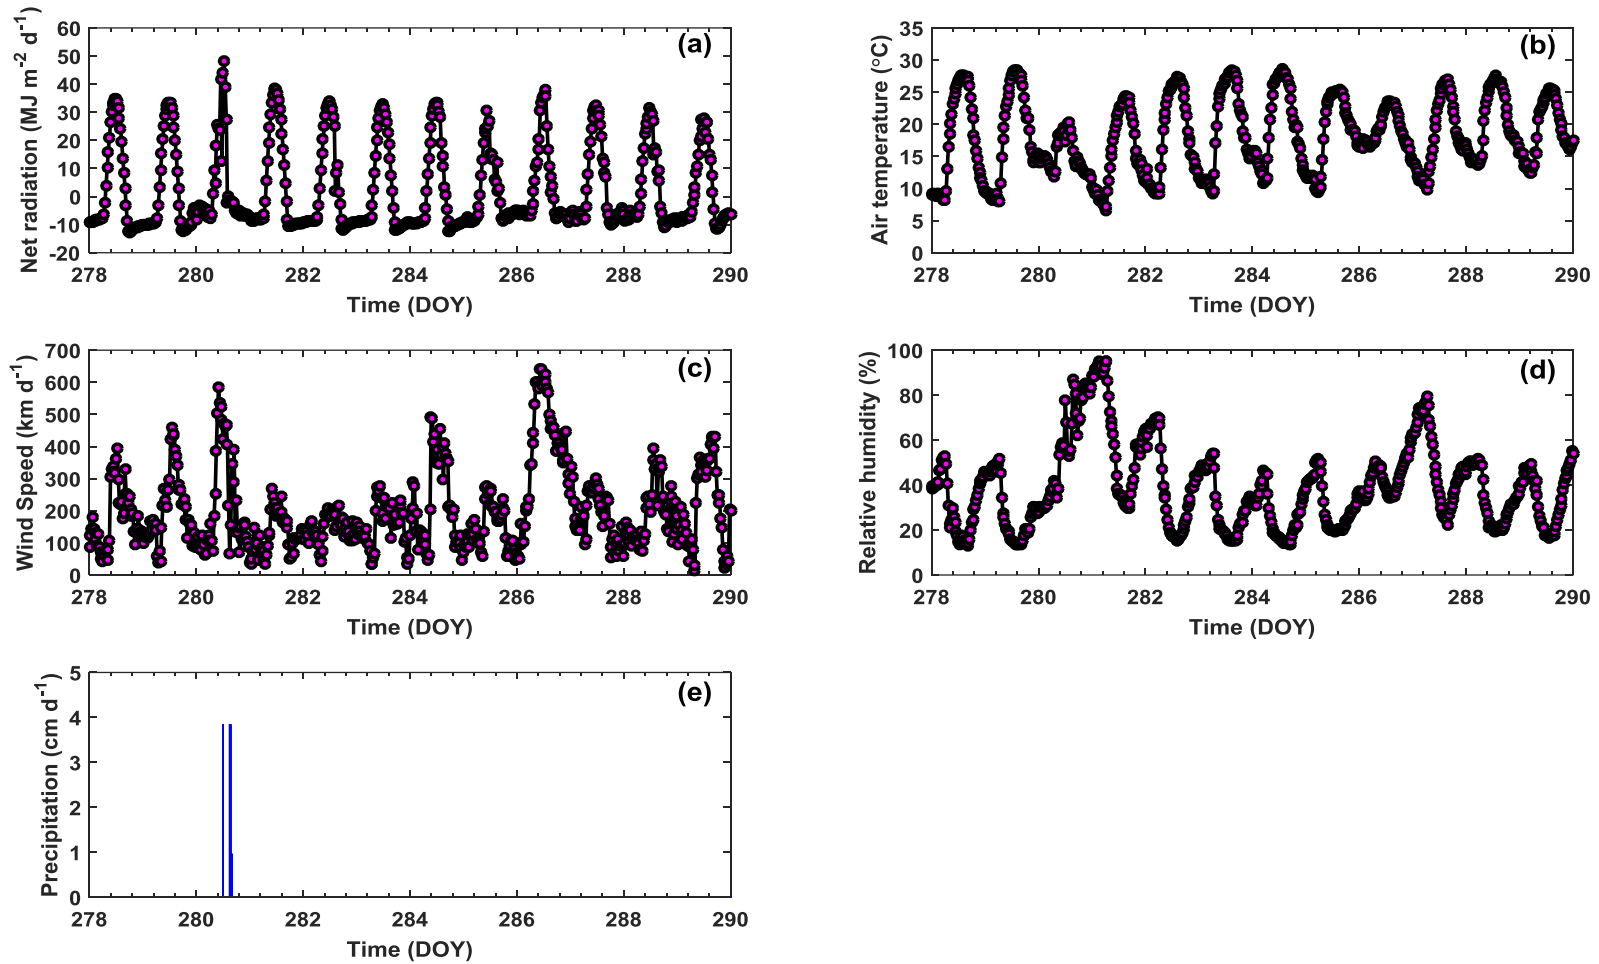 (a)
Net radiation (MJ m⁻² d⁻¹)
60
50
40
30
20
10
0
-10
-20
278 280 282 284 286 288 290
Time (DOY)
(b)
Air temperature (°C)
35
30
25
20
15
10
5
0
278 280 282 284 286 288 290
Time (DOY)
(c)
Wind Speed (km d⁻¹)
700
600
500
400
300
200
100
0
278 280 282 284 286 288 290
Time (DOY)
(d)
Relative humidity (%)
100
80
60
40
20
0
278 280 282 284 286 288 290
Time (DOY)
(e)
Precipitation (cm d⁻¹)
5
4
3
2
1
0
278 280 282 284 286 288 290
Time (DOY)